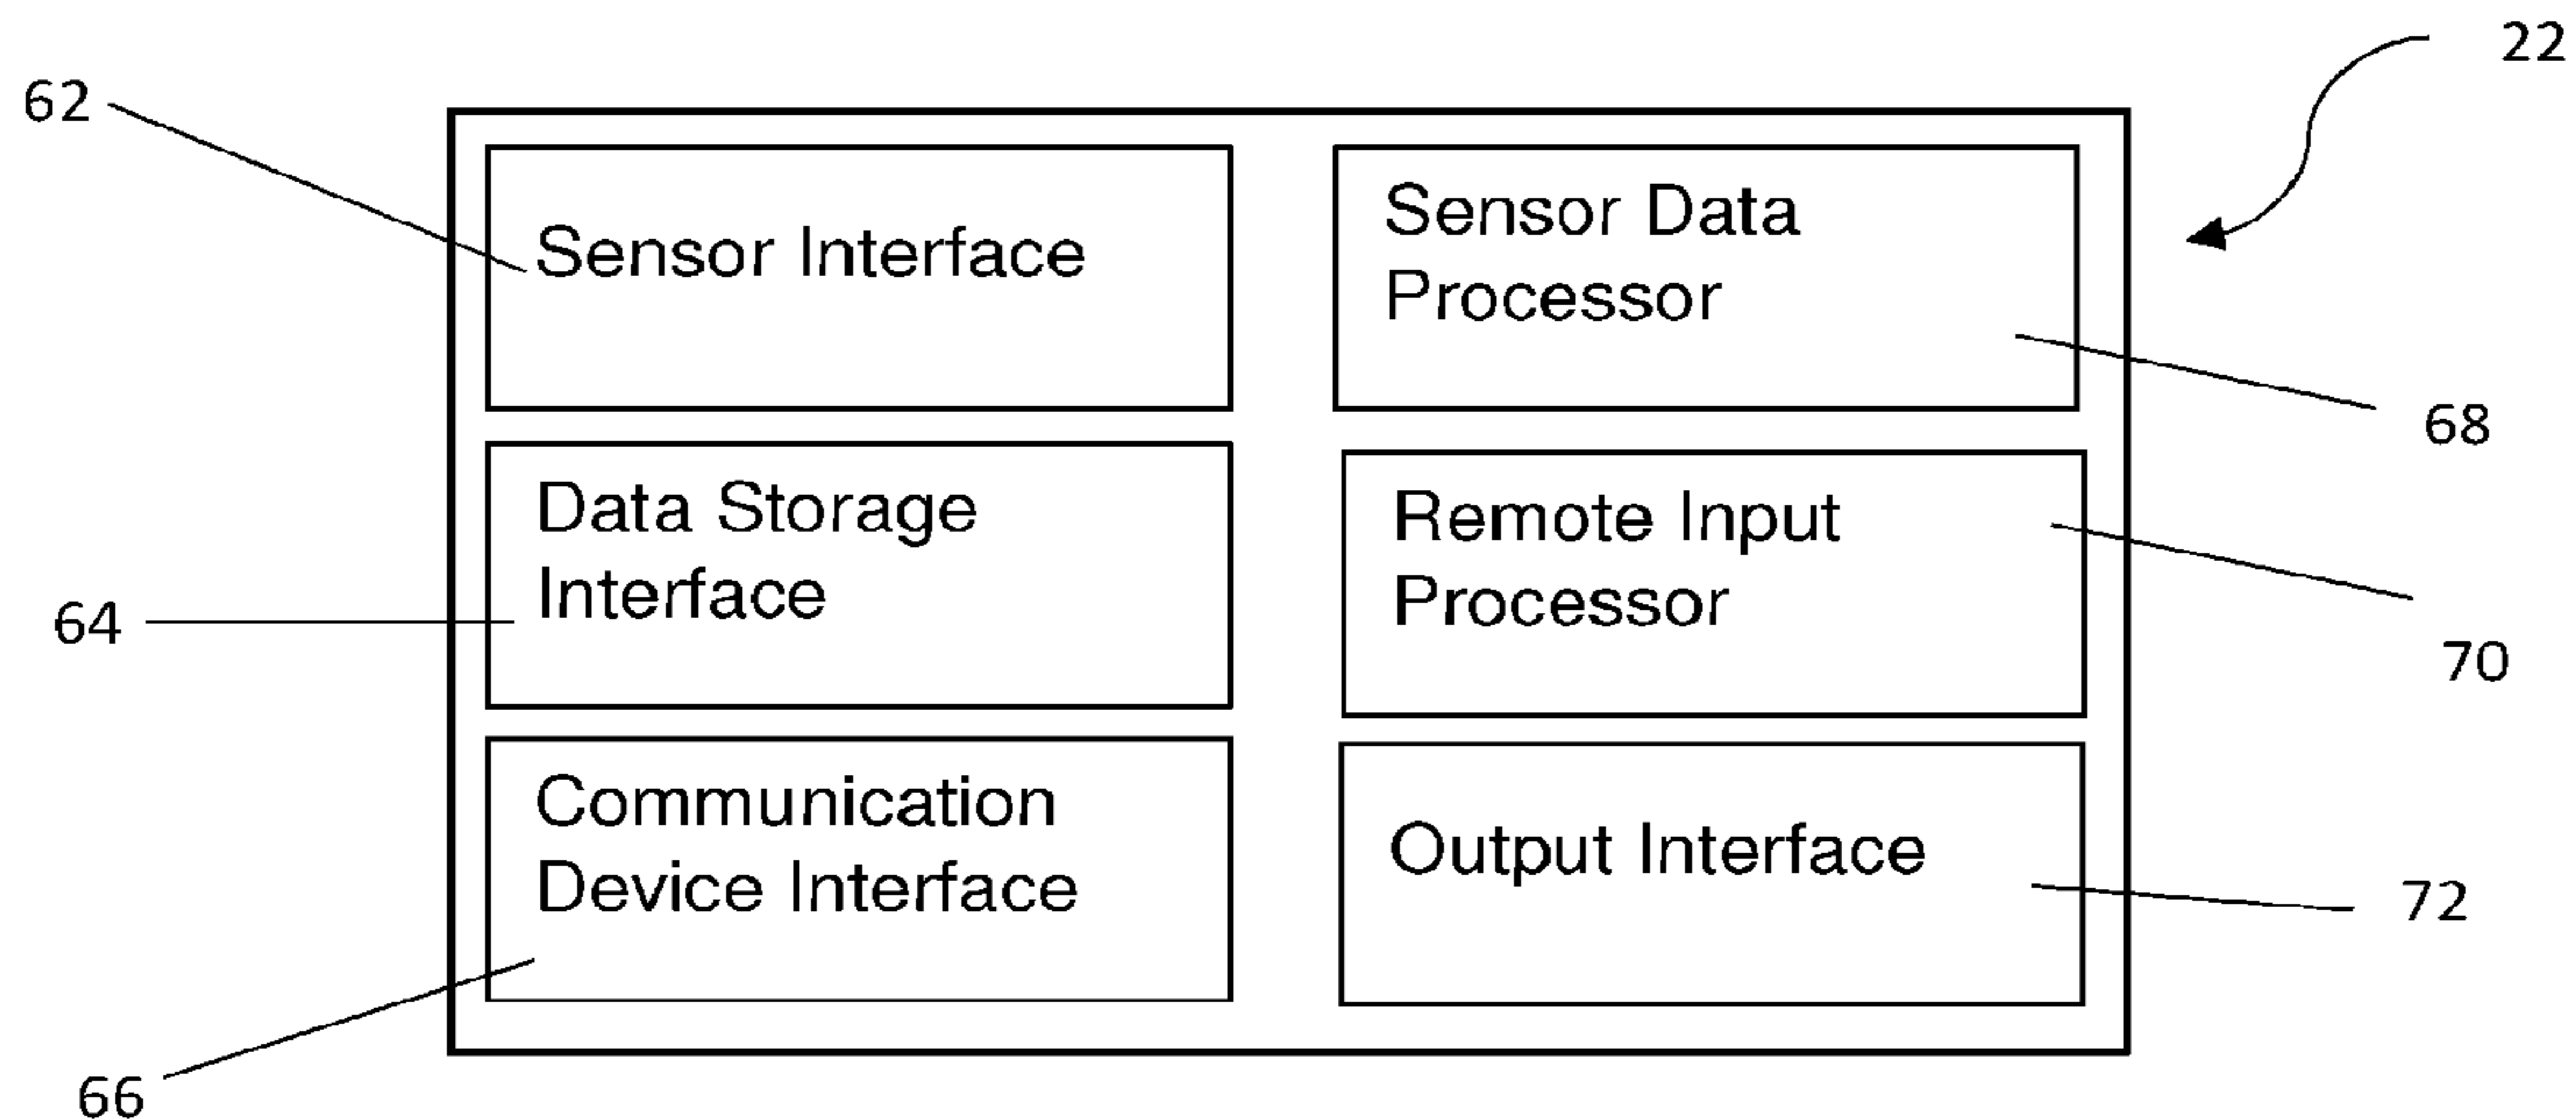 22
62
Sensor Interface
Sensor Data
Processor
68
Data Storage
Interface
64
Remote Input
Processor
70
Communication
Device Interface
66
Output Interface
72